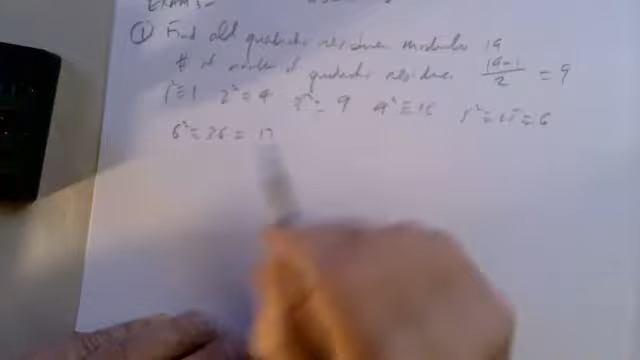 ① Find all quadratic residues modulo 19
# of quadratic residues (19-1)/2 = 9
1² ≡ 1 2² ≡ 4 3² ≡ 9 4² ≡ 16 5² ≡ 25 ≡ 6
6² ≡ 36 ≡ 17